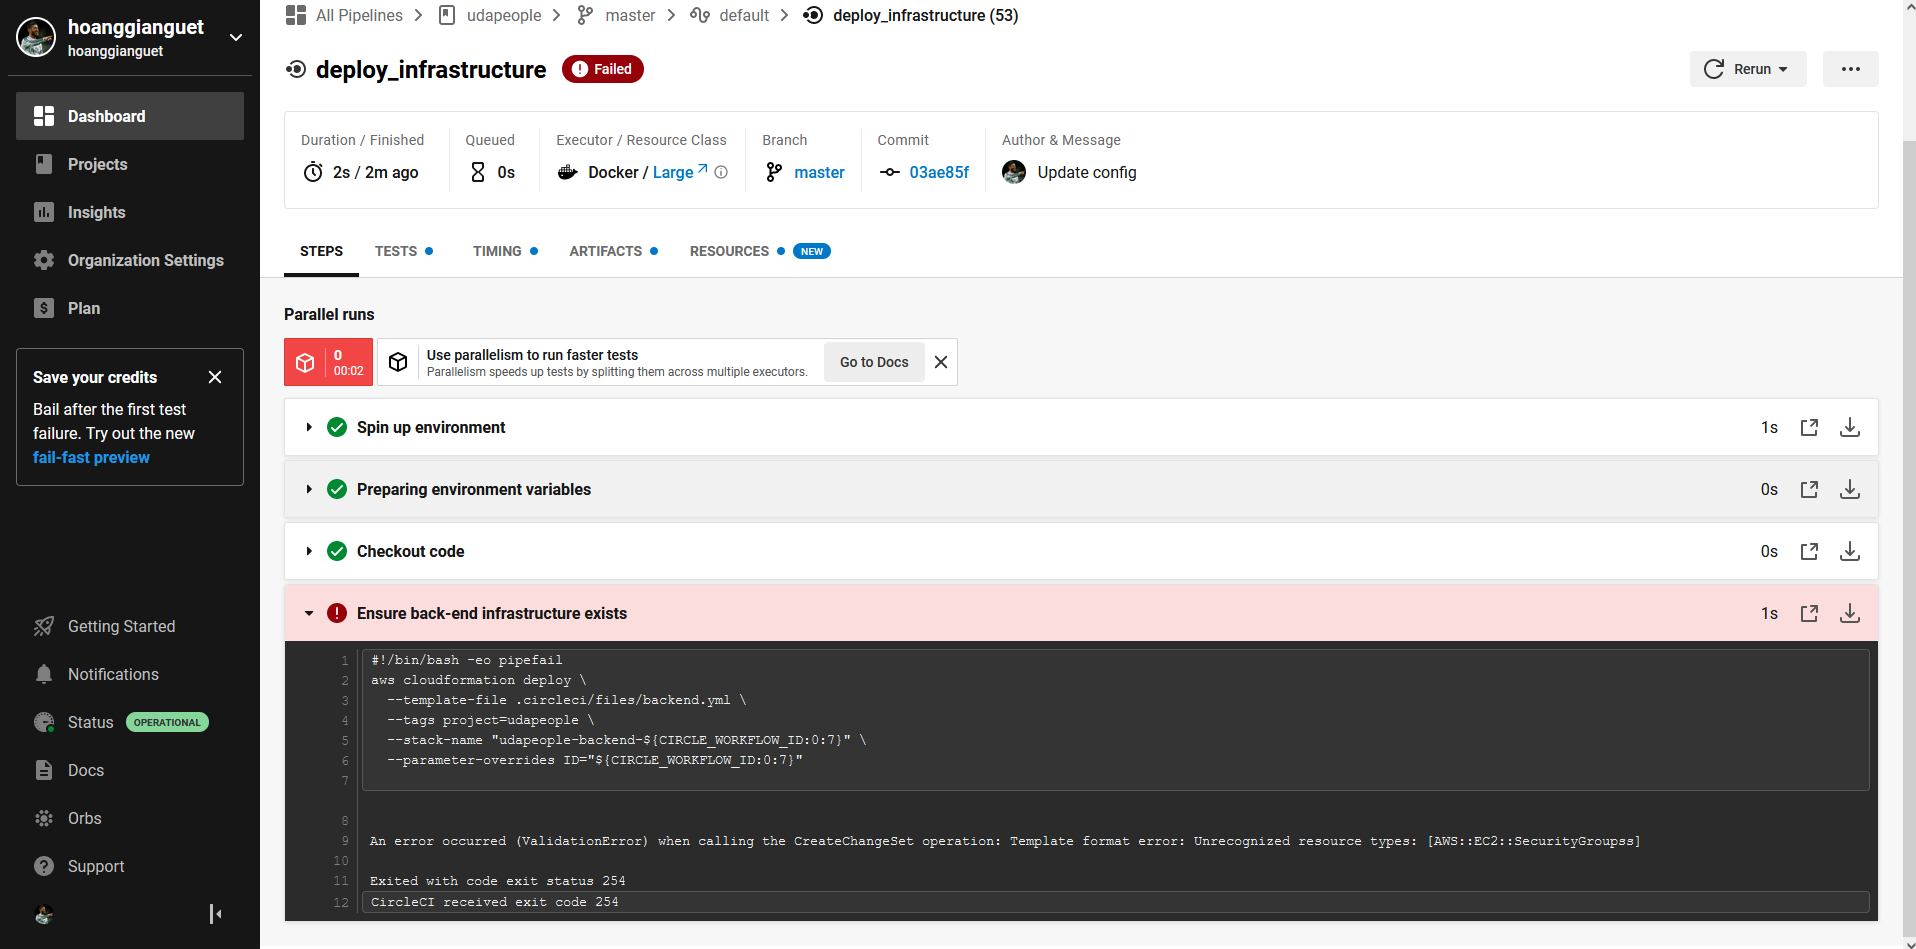 hoanggianguet
hoanggianguet
Dashboard
Projects
Insights
Organization Settings
Plan
Save your credits
Bail after the first test
failure. Try out the new
fail-fast preview
Getting Started
Notifications
Status OPERATIONAL
Docs
Orbs
Support
All Pipelines udapeople master default deploy_infrastructure (53)
deploy_infrastructure Failed
Rerun
Duration / Finished Queued Executor / Resource Class Branch Commit Author & Message
2s / 2m ago 0s Docker / Large master 03ae85f Update config
STEPS TESTS TIMING ARTIFACTS RESOURCES NEW
Parallel runs
0
00:02
Use parallelism to run faster tests
Parallelism speeds up tests by splitting them across multiple executors.
Go to Docs
Spin up environment 1s
Preparing environment variables 0s
Checkout code 0s
Ensure back-end infrastructure exists 1s
1 #!/bin/bash -eo pipefail
2 aws cloudformation deploy \
3 --template-file .circleci/files/backend.yml \
4 --tags project=udapeople \
5 --stack-name "udapeople-backend-${CIRCLE_WORKFLOW_ID:0:7}" \
6 --parameter-overrides ID="${CIRCLE_WORKFLOW_ID:0:7}"
7
8
9 An error occurred (ValidationError) when calling the CreateChangeSet operation: Template format error: Unrecognized resource types: [AWS::EC2::SecurityGroupss]
10
11 Exited with code exit status 254
12 CircleCI received exit code 254